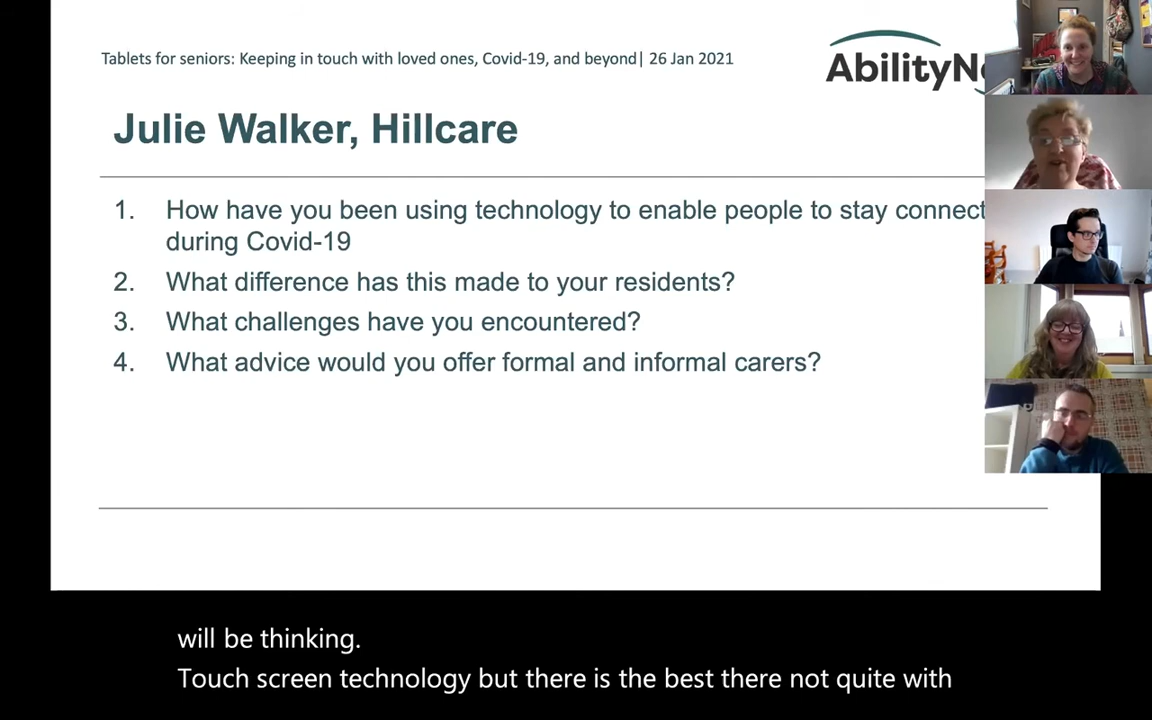 Tablets for seniors: Keeping in touch with loved ones, Covid-19, and beyond| 26 Jan 2021
AbilityN
Julie Walker, Hillcare
1. How have you been using technology to enable people to stay connect
during Covid-19
2. What difference has this made to your residents?
3. What challenges have you encountered?
4. What advice would you offer formal and informal carers?
will be thinking.
Touch screen technology but there is the best there not quite with